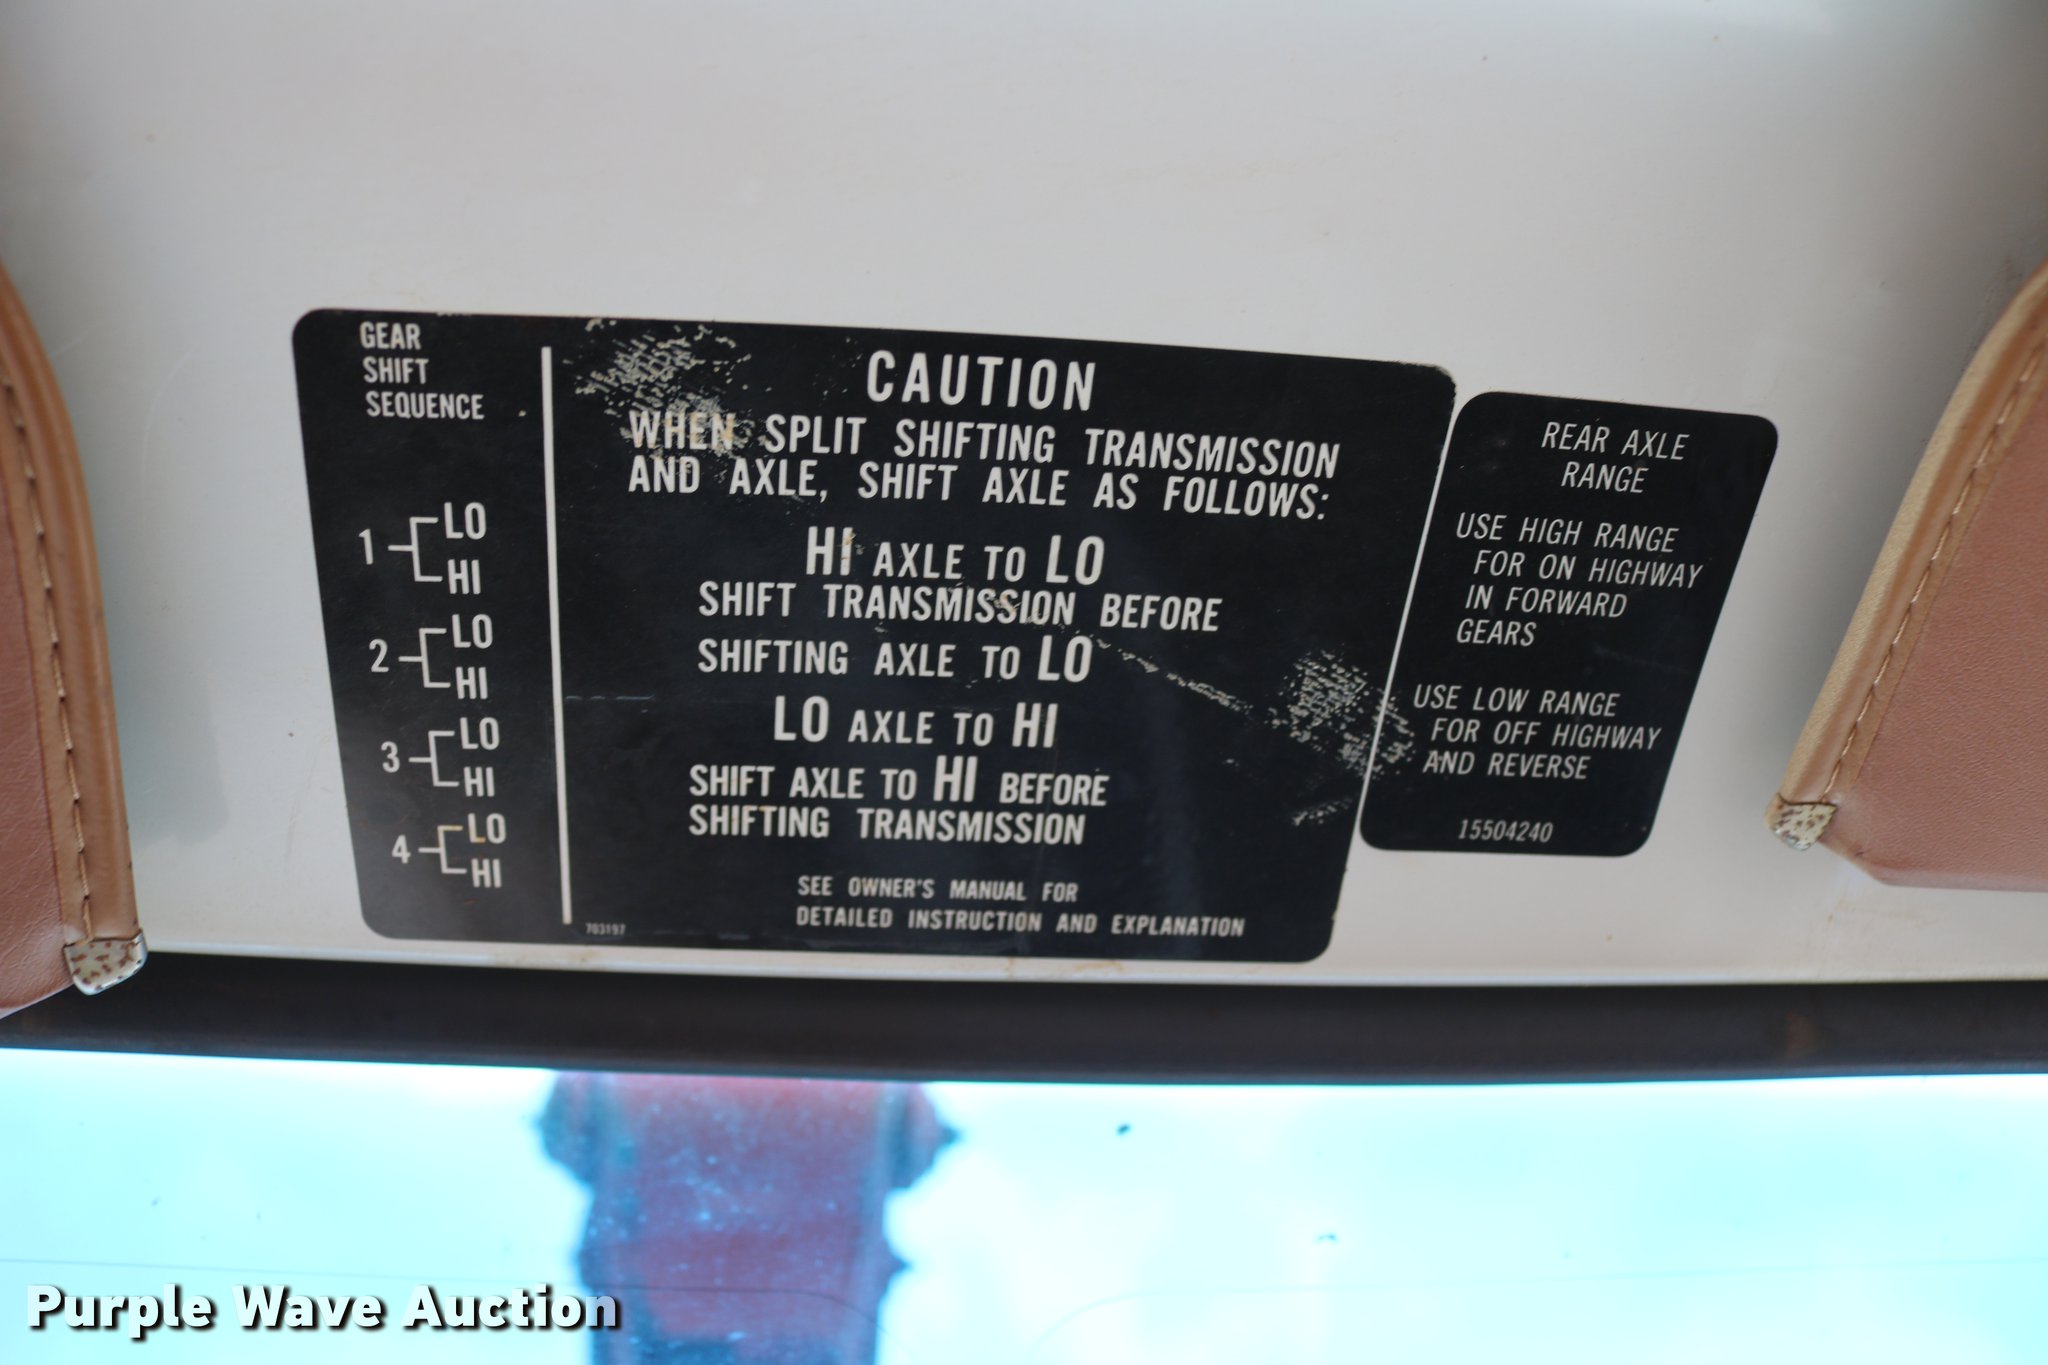 GEAR
SHIFT
SEQUENCE
1 LO
HI
2 LO
HI
3 LO
HI
4 LO
HI
CAUTION
WHEN SPLIT SHIFTING TRANSMISSION
AND AXLE, SHIFT AXLE AS FOLLOWS:
HI AXLE TO LO
SHIFT TRANSMISSION BEFORE
SHIFTING AXLE TO LO
LO AXLE TO HI
SHIFT AXLE TO HI BEFORE
SHIFTING TRANSMISSION
SEE OWNER'S MANUAL FOR
DETAILED INSTRUCTION AND EXPLANATION
703197
REAR AXLE
RANGE
USE HIGH RANGE
FOR ON HIGHWAY
IN FORWARD
GEARS
USE LOW RANGE
FOR OFF HIGHWAY
AND REVERSE
15504240
Purple Wave Auction